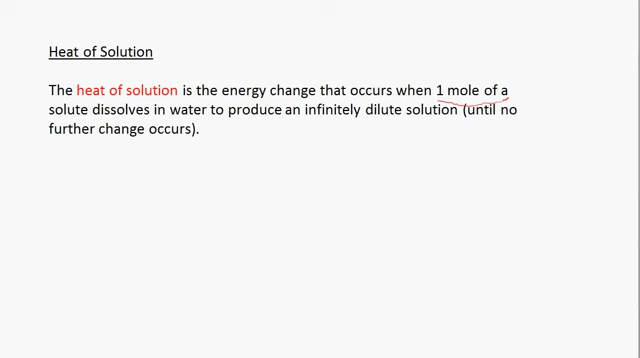 Heat of Solution
The heat of solution is the energy change that occurs when 1 mole of a
solute dissolves in water to produce an infinitely dilute solution (until no
further change occurs).